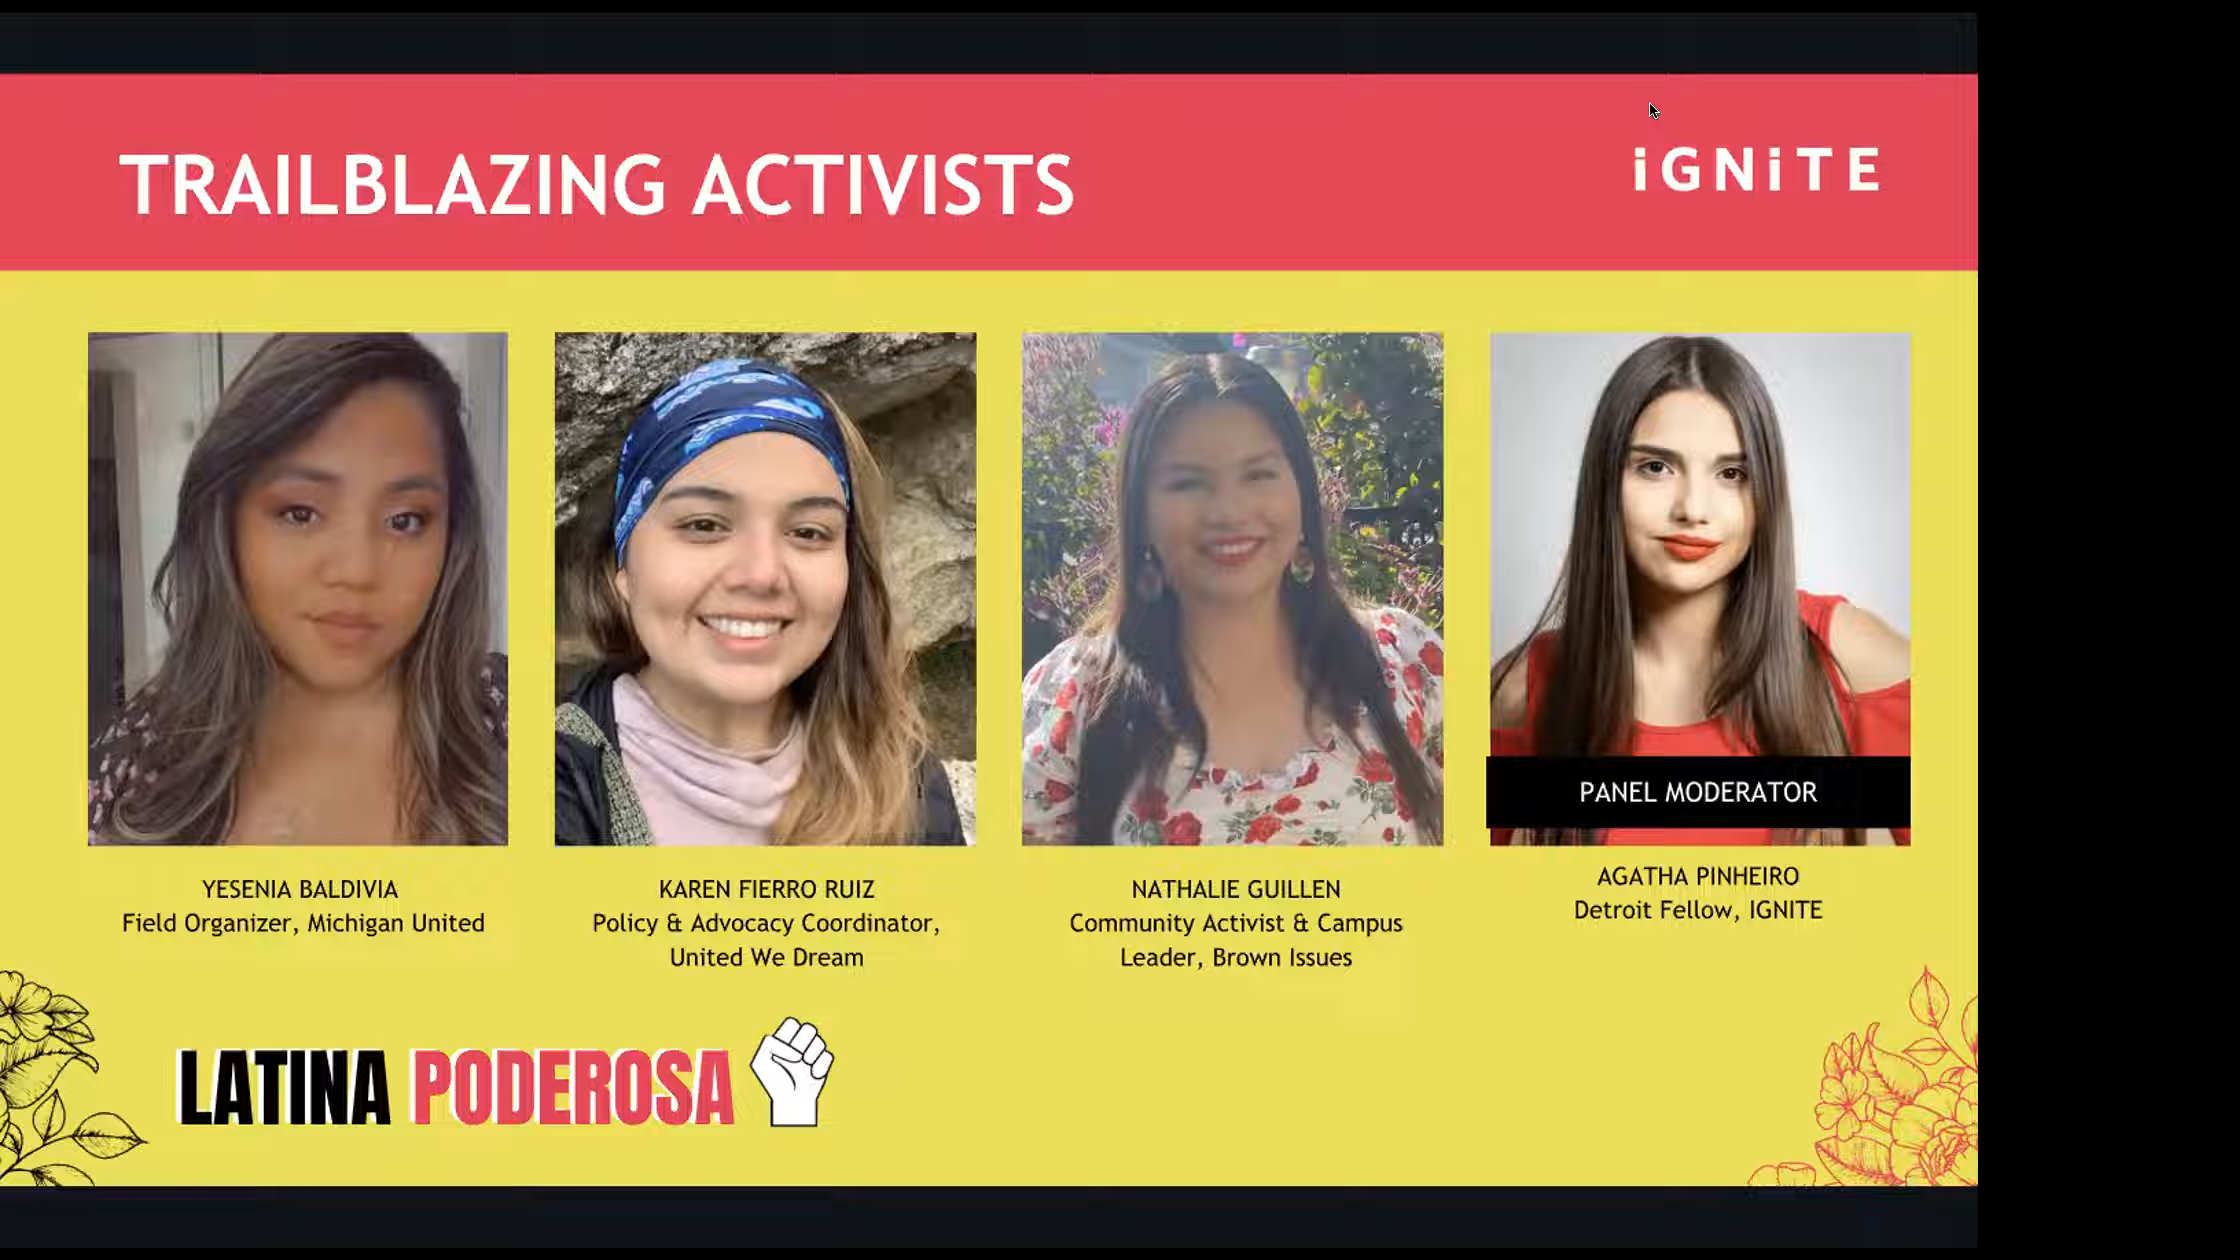 TRAILBLAZING ACTIVISTS
iGNiTE
PANEL MODERATOR
YESENIA BALDIVIA
Field Organizer, Michigan United
KAREN FIERRO RUIZ
Policy & Advocacy Coordinator,
United We Dream
NATHALIE GUILLEN
Community Activist & Campus
Leader, Brown Issues
AGATHA PINHEIRO
Detroit Fellow, IGNITE
LATINA PODEROSA